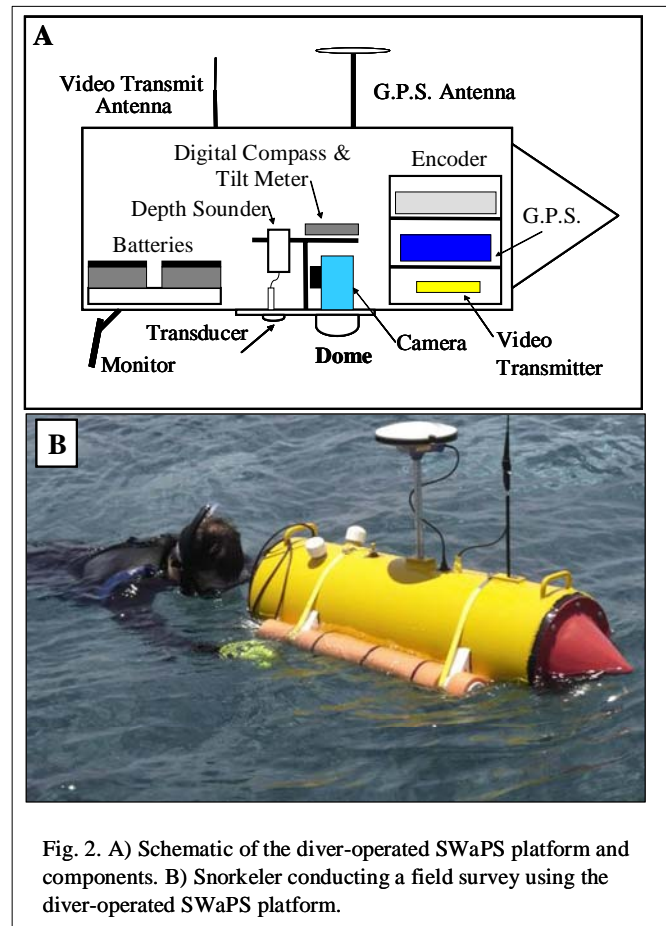 A
Video Transmit
Antenna
G.P.S. Antenna
Digital Compass &
Tilt Meter
Encoder
Depth Sounder
G.P.S.
Batteries
Transducer
Dome
Camera
Video
Transmitter
Monitor
B
Fig. 2. A) Schematic of the diver-operated SWaPS platform and
components. B) Snorkeler conducting a field survey using the
diver-operated SWaPS platform.